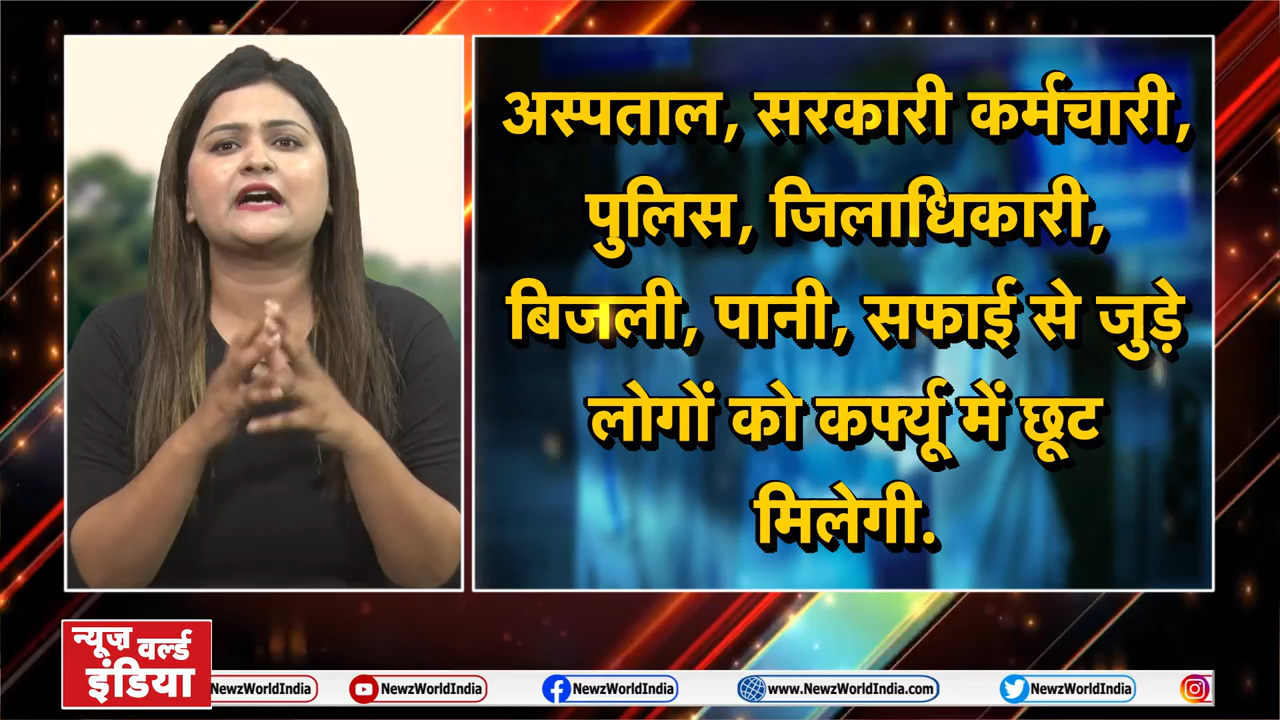 अस्पताल, सरकारी कर्मचारी,
पुलिस, जिलाधिकारी,
बिजली, पानी, सफाई से जुड़े
लोगों को कर्फ्यू में छूट
मिलेगी.
न्यूज़ वर्ल्ड
इंडिया
NewzWorldIndia NewzWorldIndia NewzWorldIndia www.NewzWorldIndia.com NewzWorldIndia